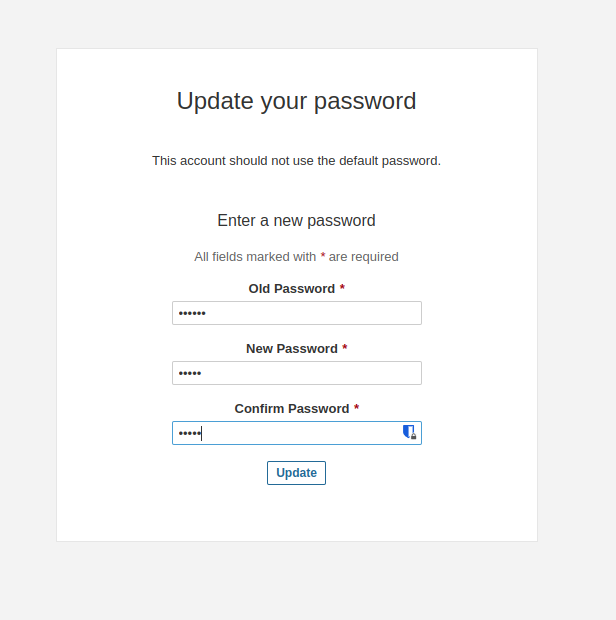 Update your password
This account should not use the default password.
Enter a new password
All fields marked with * are required
Old Password *
••••••
New Password *
•••••
Confirm Password *
•••••
Update